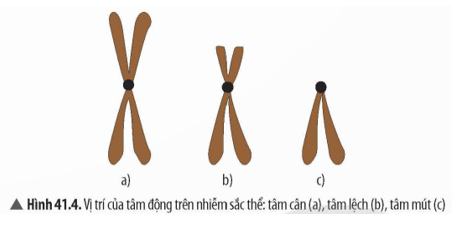 a) b) c)
▲ Hình 41.4. Vị trí của tâm động trên nhiễm sắc thể: tâm cân (a), tâm lệch (b), tâm mút (c)